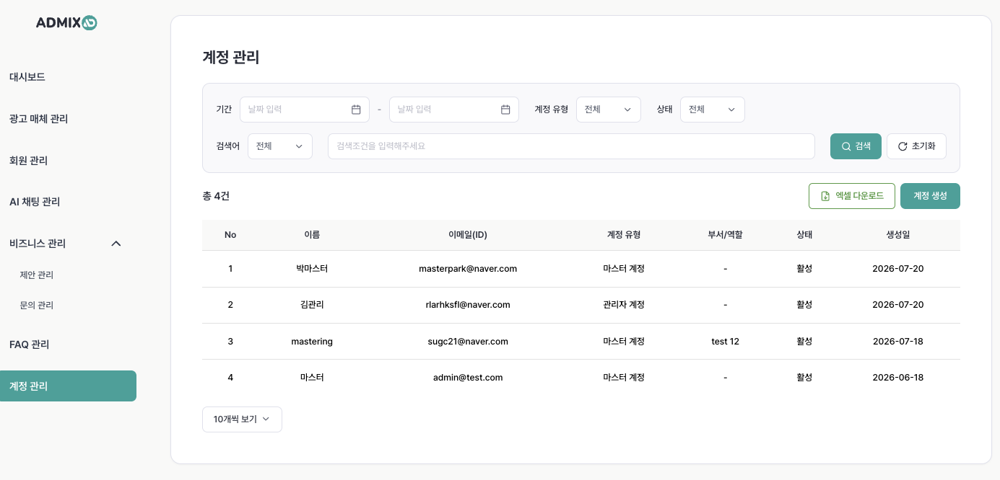 ADMIX AD
대시보드
광고 매체 관리
회원 관리
AI 채팅 관리
비즈니스 관리
제안 관리
문의 관리
FAQ 관리
계정 관리
계정 관리
기간 날짜 입력 - 날짜 입력 계정 유형 전체 상태 전체
검색어 전체 검색조건을 입력해주세요 검색 초기화
총 4건 엑셀 다운로드 계정 생성
No 이름 이메일(ID) 계정 유형 부서/역할 상태 생성일
1 박마스터 masterpark@naver.com 마스터 계정 - 활성 2026-07-20
2 김관리 rlarhksfl@naver.com 관리자 계정 - 활성 2026-07-20
3 mastering sugc21@naver.com 마스터 계정 test 12 활성 2026-07-18
4 마스터 admin@test.com 마스터 계정 - 활성 2026-06-18
10개씩 보기